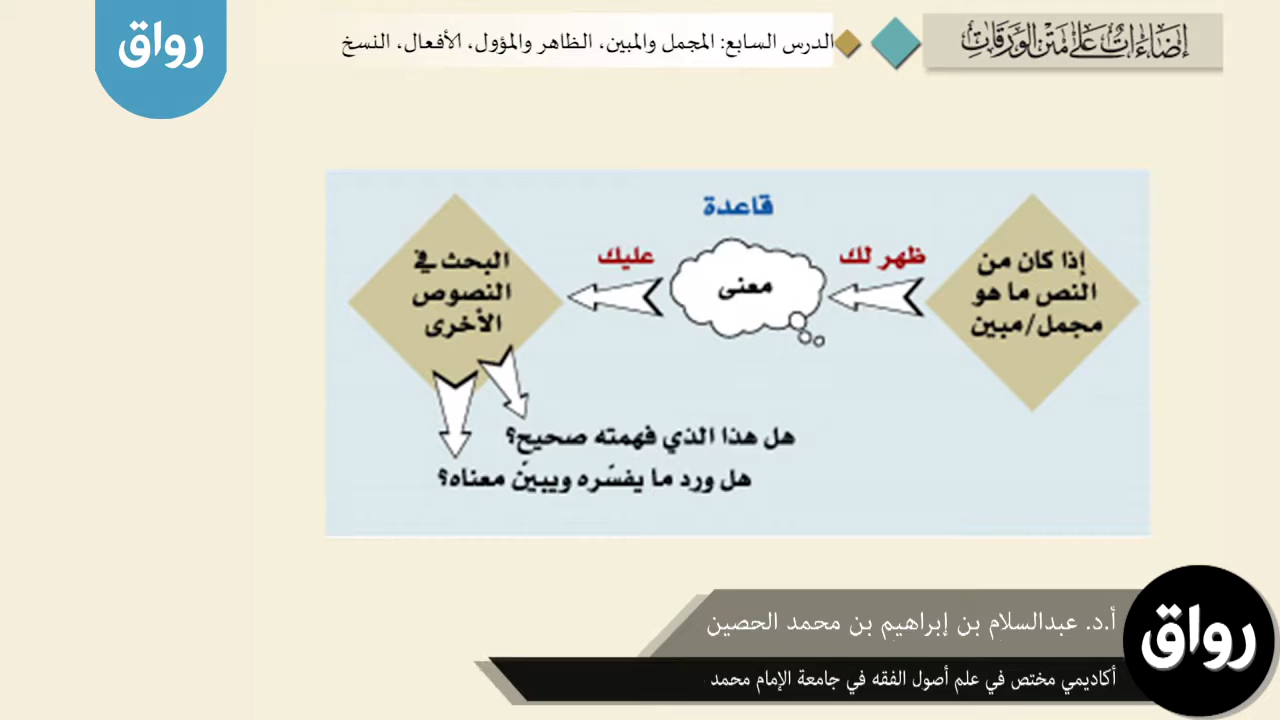 إضاءات على متن الورقات
الدرس السابع: المجمل والمبين، الظاهر والمؤول، الأفعال، النسخ
رواق
قاعدة
إذا كان من
النص ما هو
مجمل/مبين
ظهر لك
معنى
عليك
البحث في
النصوص
الأخرى
هل هذا الذي فهمته صحيح؟
هل ورد ما يفسّره ويبينّ معناه؟
أ.د. عبدالسلام بن إبراهيم بن محمد الحصين
أكاديمي مختص في علم أصول الفقه في جامعة الإمام محمد
رواق